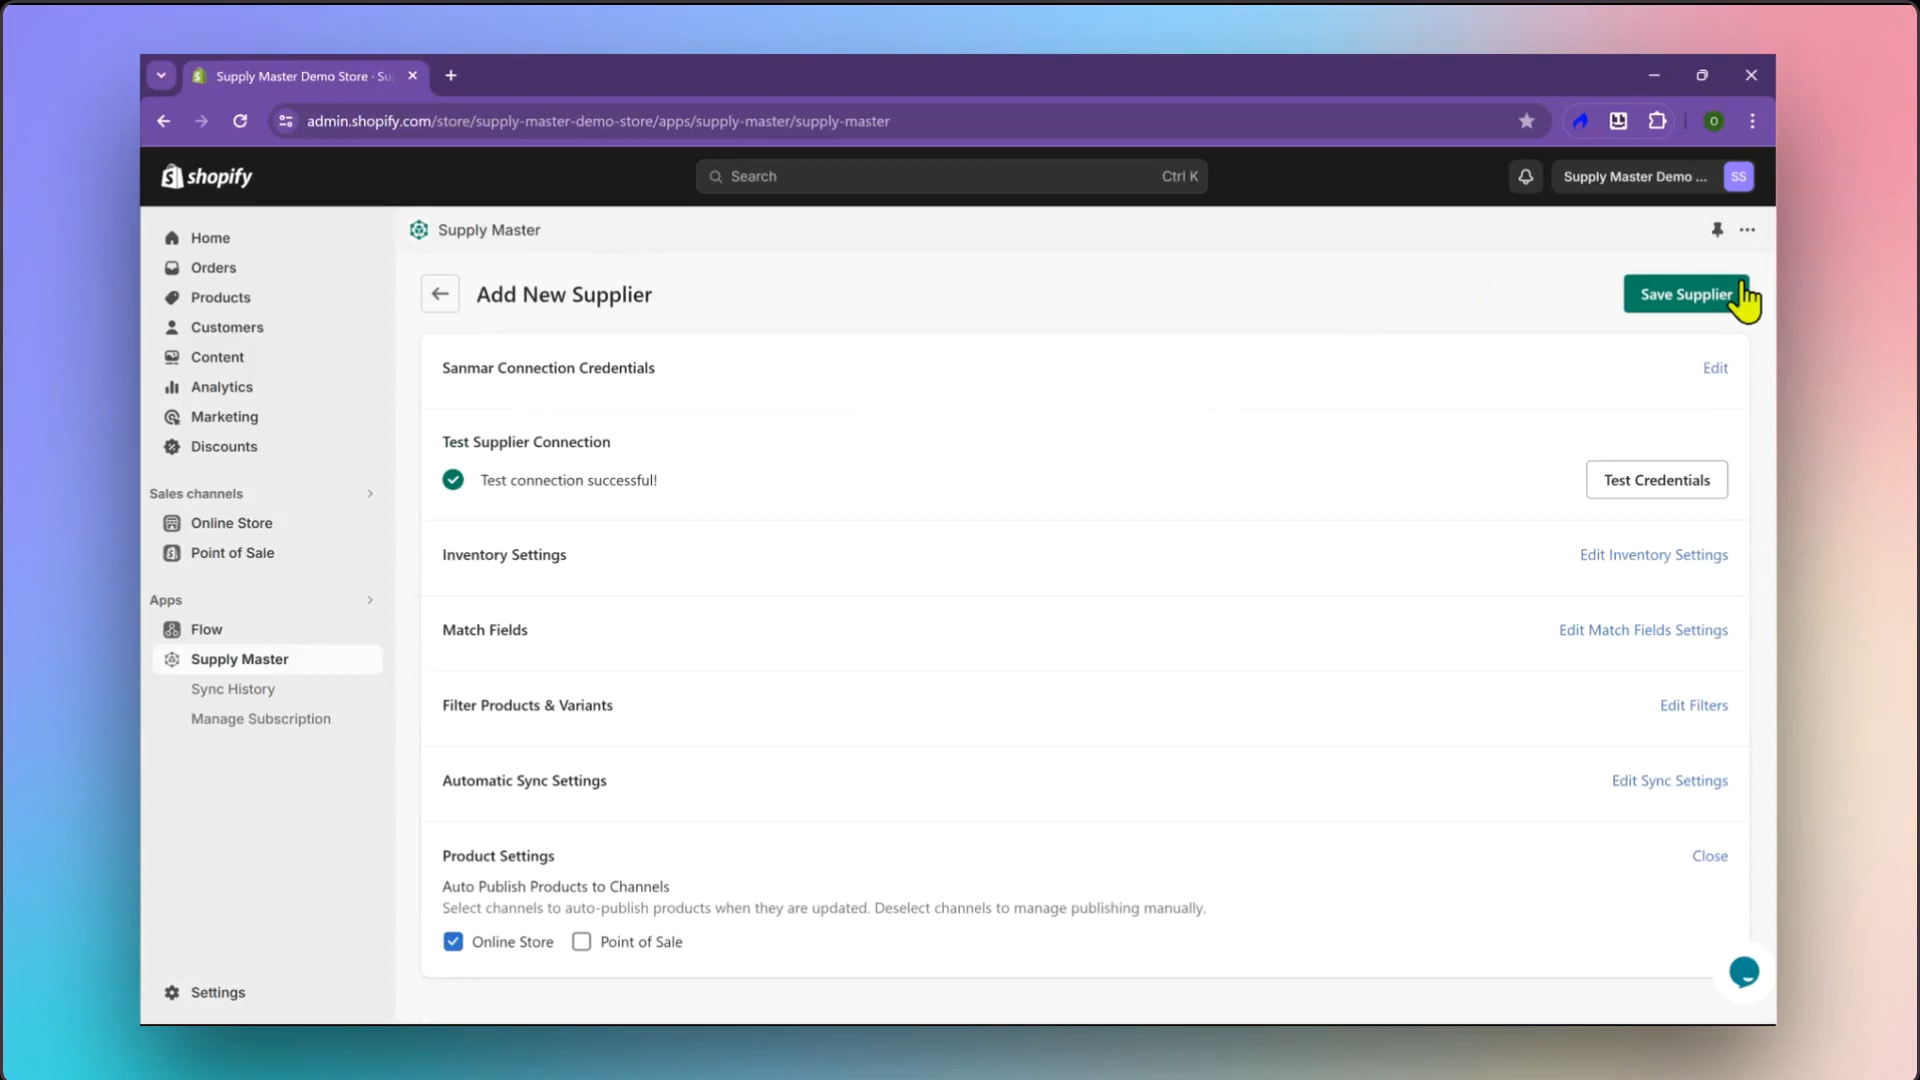 Supply Master Demo Store · Su
admin.shopify.com/store/supply-master-demo-store/apps/supply-master/supply-master
O
shopify
Search
Ctrl K
Supply Master Demo ...
SS
Home
Orders
Products
Customers
Content
Analytics
Marketing
Discounts
Sales channels
Online Store
Point of Sale
Apps
Flow
Supply Master
Sync History
Manage Subscription
Settings
Supply Master
Add New Supplier
Save Supplier
Sanmar Connection Credentials
Edit
Test Supplier Connection
Test connection successful!
Test Credentials
Inventory Settings
Edit Inventory Settings
Match Fields
Edit Match Fields Settings
Filter Products & Variants
Edit Filters
Automatic Sync Settings
Edit Sync Settings
Product Settings
Close
Auto Publish Products to Channels
Select channels to auto-publish products when they are updated. Deselect channels to manage publishing manually.
Online Store
Point of Sale